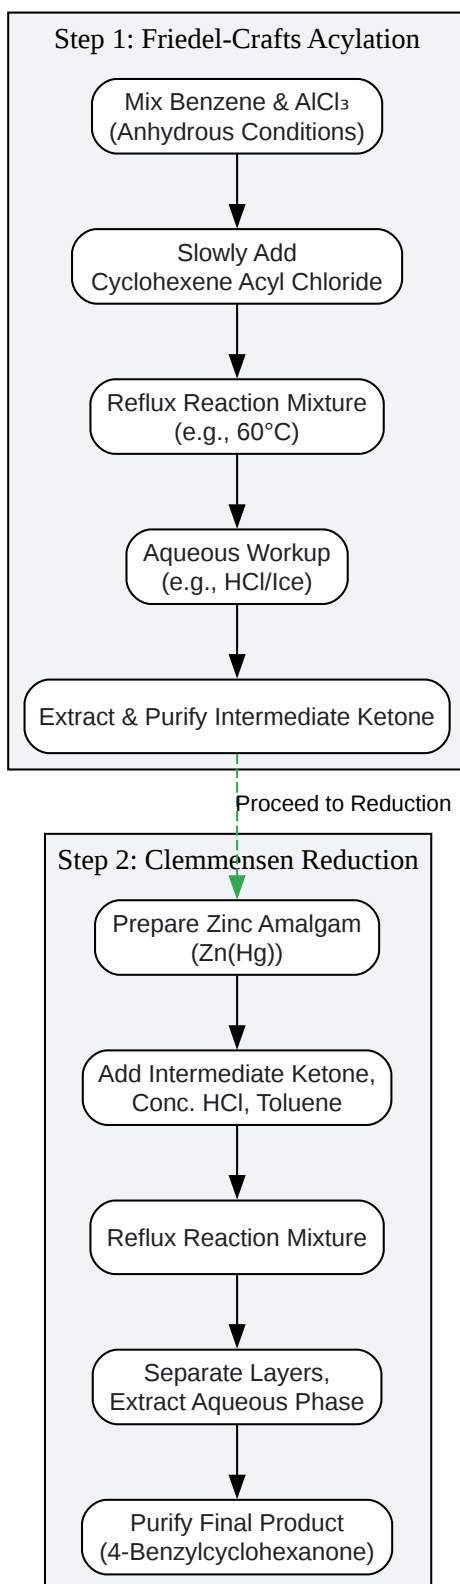 Step 1: Friedel-Crafts Acylation
Mix Benzene & AlCl₃
(Anhydrous Conditions)
Slowly Add
Cyclohexene Acyl Chloride
Reflux Reaction Mixture
(e.g., 60°C)
Aqueous Workup
(e.g., HCl/Ice)
Extract & Purify Intermediate Ketone
Proceed to Reduction
Step 2: Clemmensen Reduction
Prepare Zinc Amalgam
(Zn(Hg))
Add Intermediate Ketone,
Conc. HCl, Toluene
Reflux Reaction Mixture
Separate Layers,
Extract Aqueous Phase
Purify Final Product
(4-Benzylcyclohexanone)